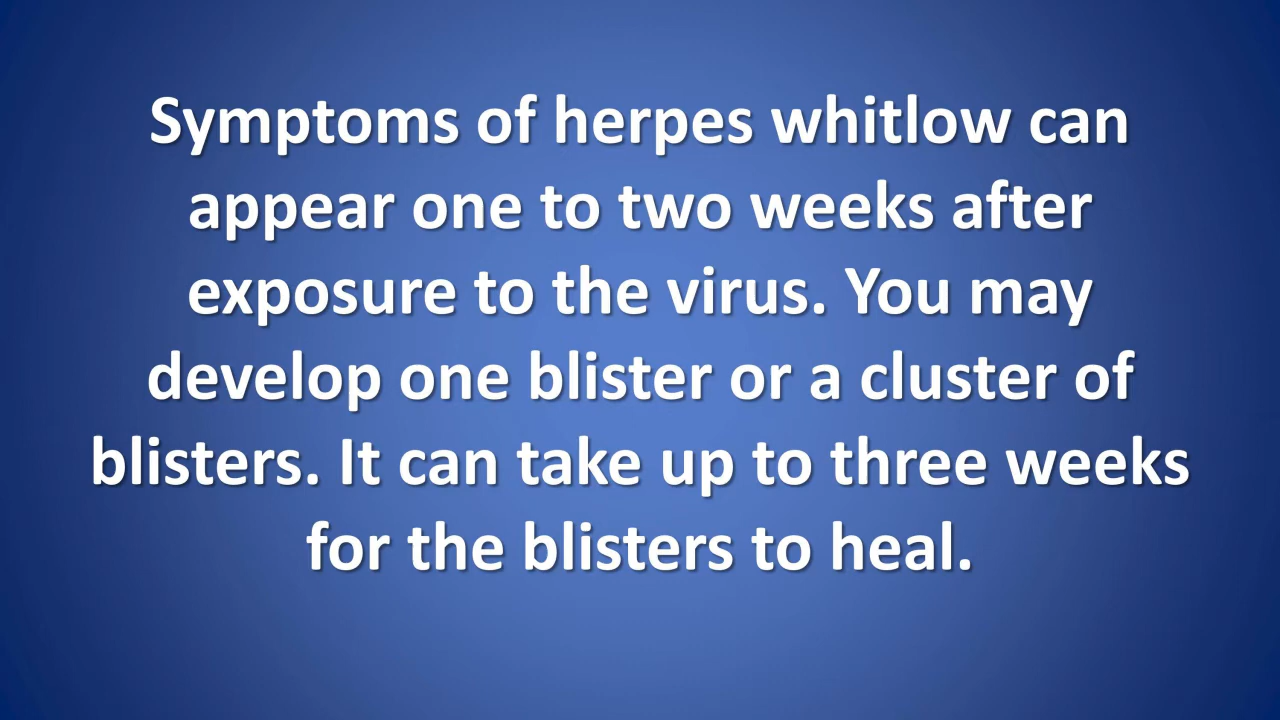 Symptoms of herpes whitlow can
appear one to two weeks after
exposure to the virus. You may
develop one blister or a cluster of
blisters. It can take up to three weeks
for the blisters to heal.